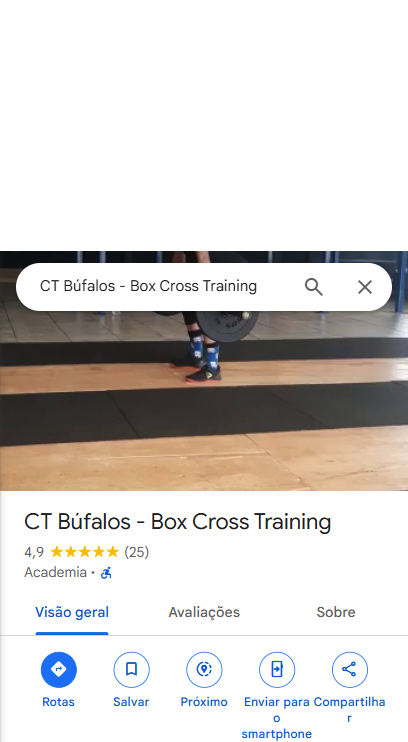 CT Búfalos - Box Cross Training
CT Búfalos - Box Cross Training
4,9 (25)
Academia ·
Visão geral Avaliações Sobre
Rotas Salvar Próximo Enviar para o smartphone Compartilhar